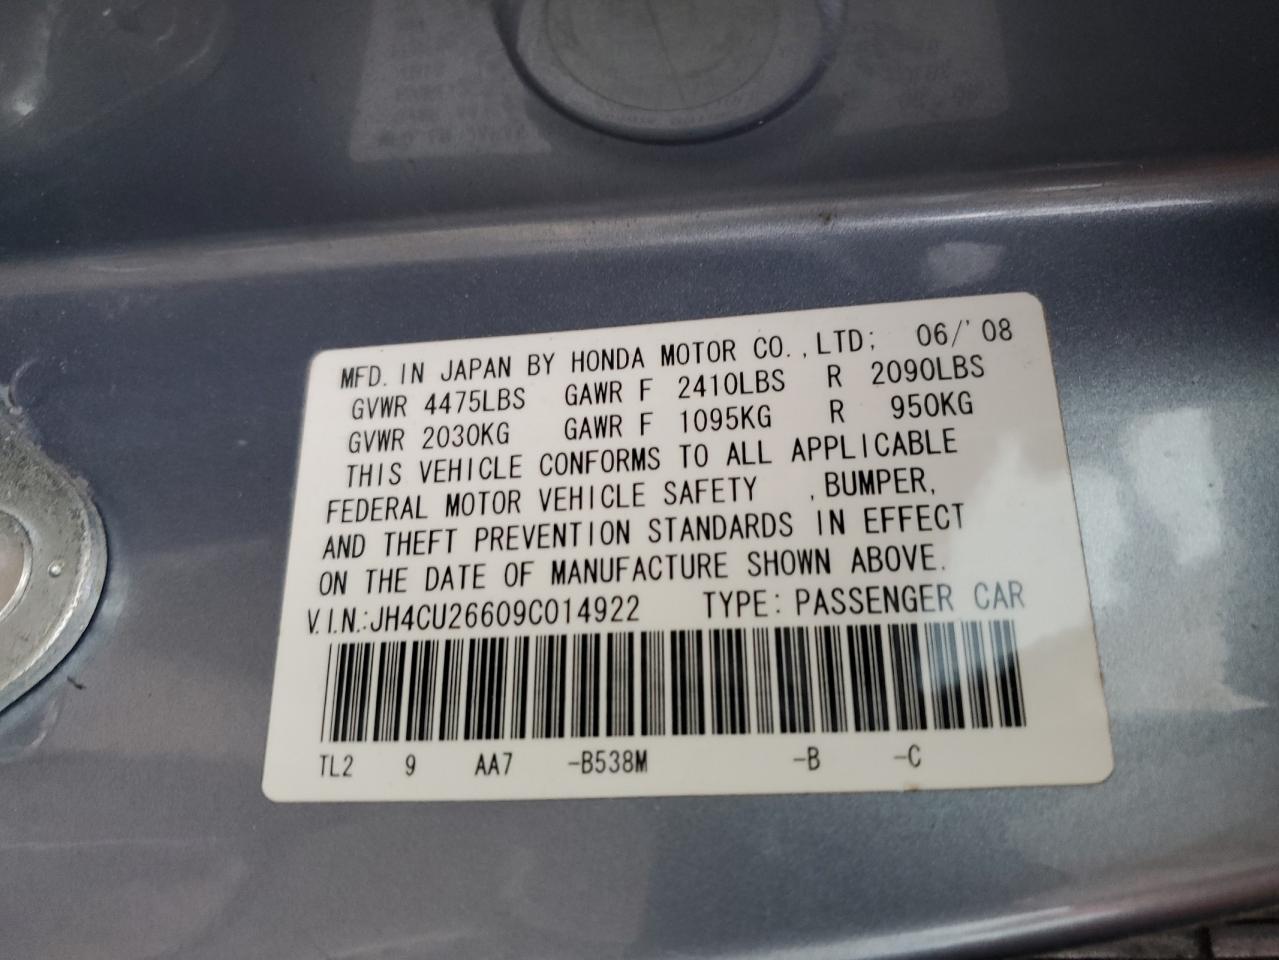 MFD. IN JAPAN BY HONDA MOTOR CO., LTD; 06/'08
GVWR 4475LBS GAWR F 2410LBS R 2090LBS
GVWR 2030KG GAWR F 1095KG R 950KG
THIS VEHICLE CONFORMS TO ALL APPLICABLE
FEDERAL MOTOR VEHICLE SAFETY , BUMPER,
AND THEFT PREVENTION STANDARDS IN EFFECT
ON THE DATE OF MANUFACTURE SHOWN ABOVE.
V.I.N.:JH4CU26609C014922 TYPE: PASSENGER CAR
TL2 9 AA7 -B538M -B -C